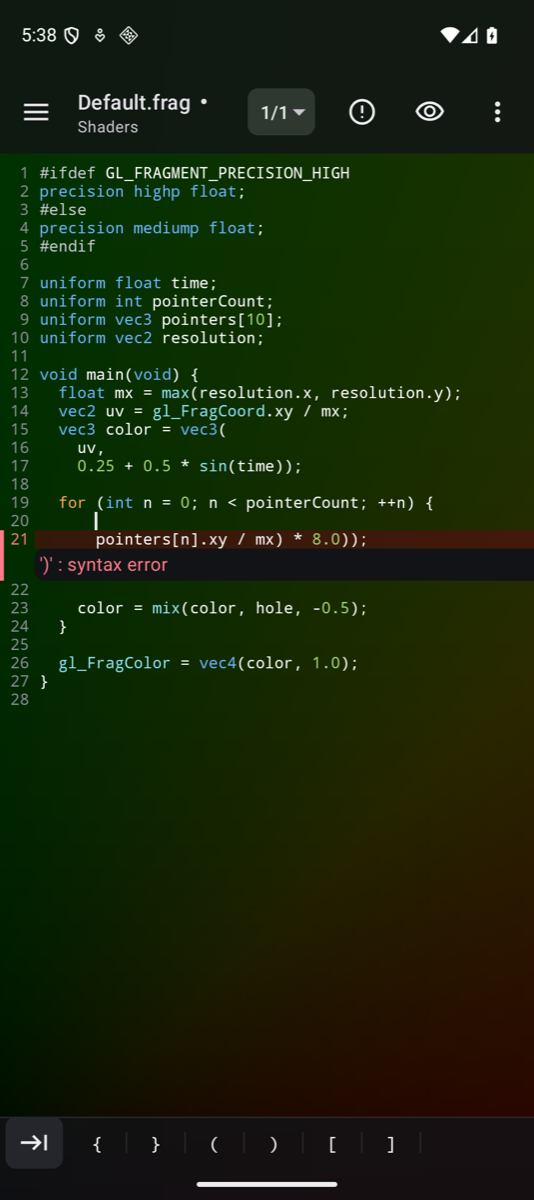 5:38
Default.frag •
Shaders
1/1
1 #ifdef GL_FRAGMENT_PRECISION_HIGH
2 precision highp float;
3 #else
4 precision mediump float;
5 #endif
6
7 uniform float time;
8 uniform int pointerCount;
9 uniform vec3 pointers[10];
10 uniform vec2 resolution;
11
12 void main(void) {
13   float mx = max(resolution.x, resolution.y);
14   vec2 uv = gl_FragCoord.xy / mx;
15   vec3 color = vec3(
16     uv,
17     0.25 + 0.5 * sin(time));
18
19   for (int n = 0; n < pointerCount; ++n) {
20
21       pointers[n].xy / mx) * 8.0));
')' : syntax error
22
23     color = mix(color, hole, -0.5);
24   }
25
26   gl_FragColor = vec4(color, 1.0);
27 }
28
{ } ( ) [ ]